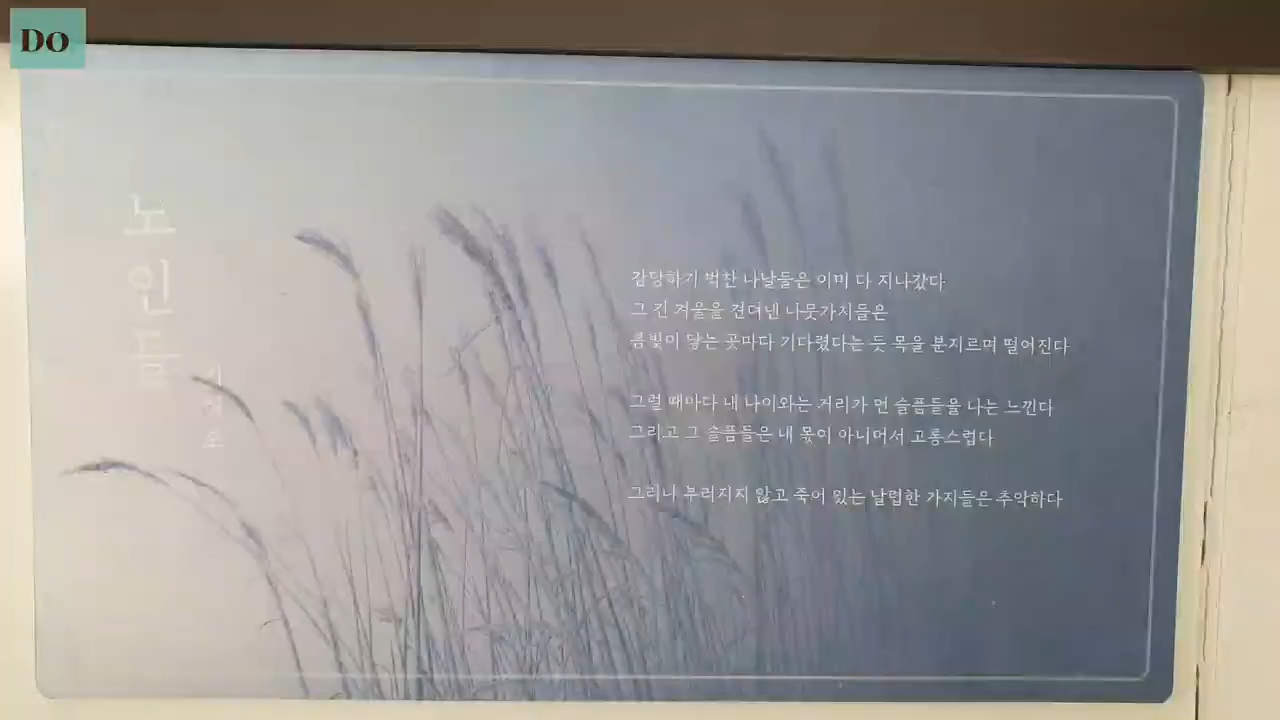 Do
노인들
기형도
감당하기 벅찬 나날들은 이미 다 지나갔다
그 긴 겨울을 견뎌낸 나뭇가지들은
봄빛이 닿는 곳마다 기다렸다는 듯 목을 분지르며 떨어진다
그럴 때마다 내 나이와는 거리가 먼 슬픔들을 나는 느낀다
그리고 그 슬픔들은 내 몫이 아니어서 고통스럽다
그러나 부러지지 않고 죽어 있는 날렵한 가지들은 추악하다